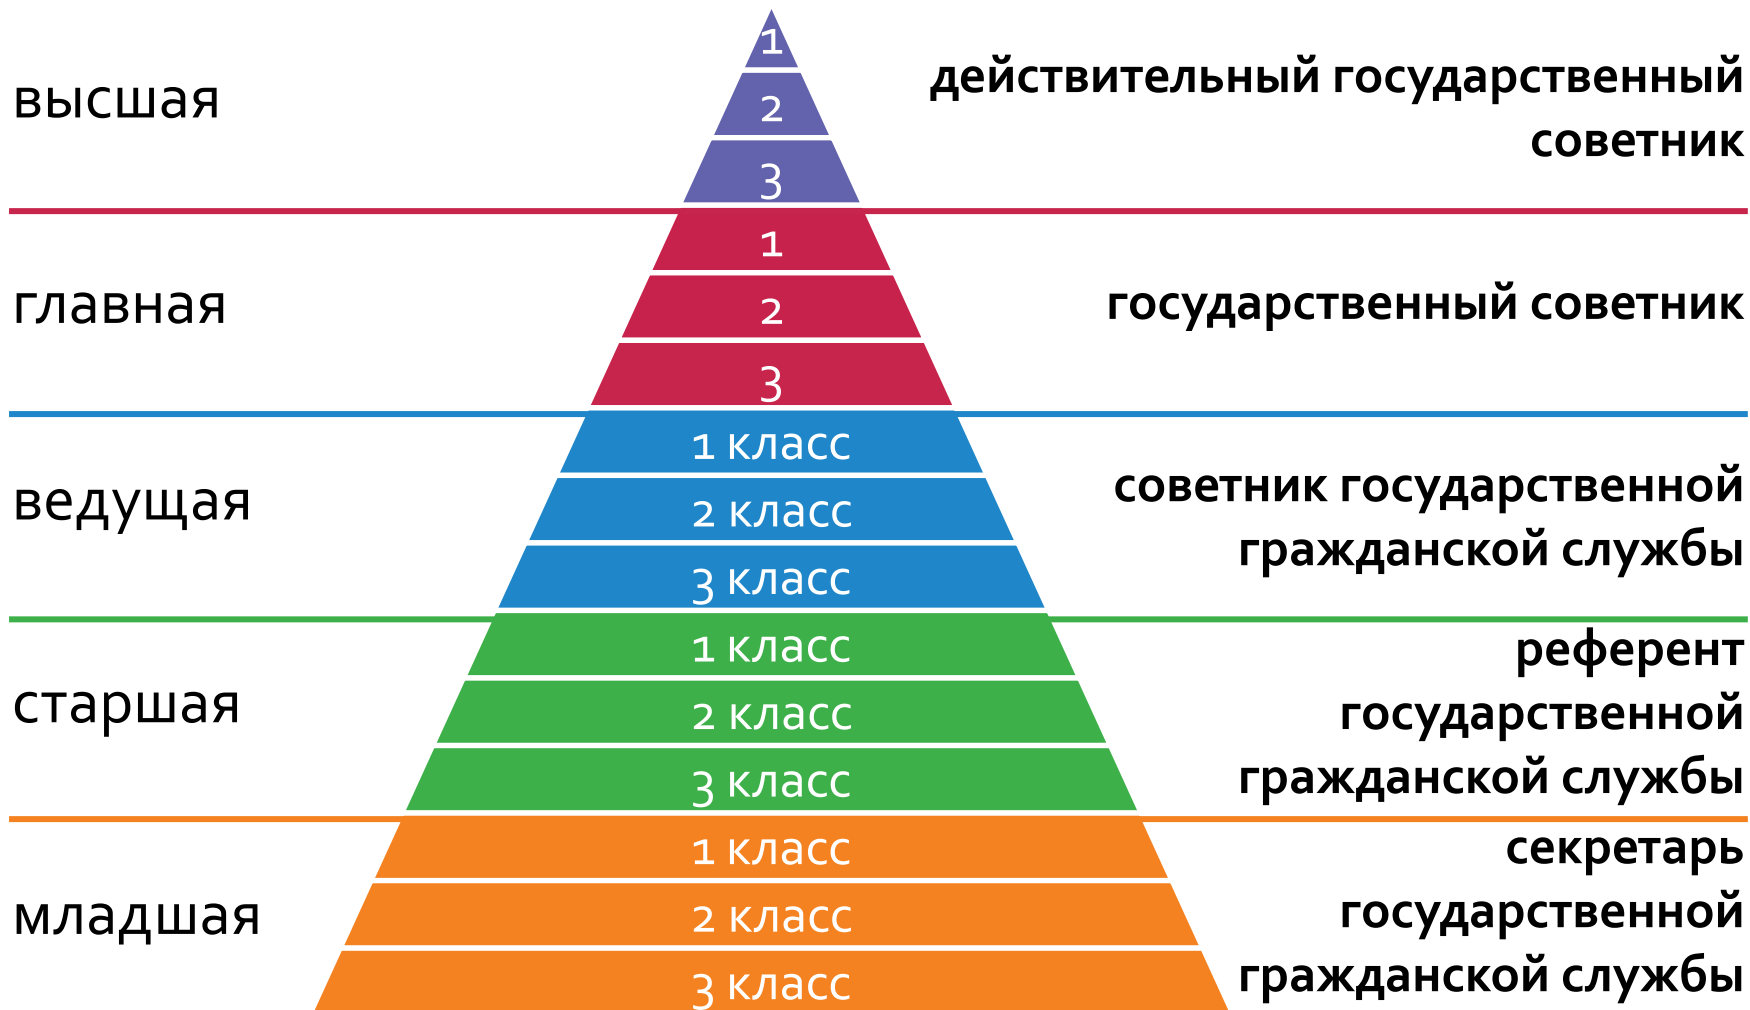 высшая
1
2
3
действительный государственный
советник
главная
1
2
3
государственный советник
ведущая
1 класс
2 класс
3 класс
советник государственной
гражданской службы
старшая
1 класс
2 класс
3 класс
референт
государственной
гражданской службы
младшая
1 класс
2 класс
3 класс
секретарь
государственной
гражданской службы